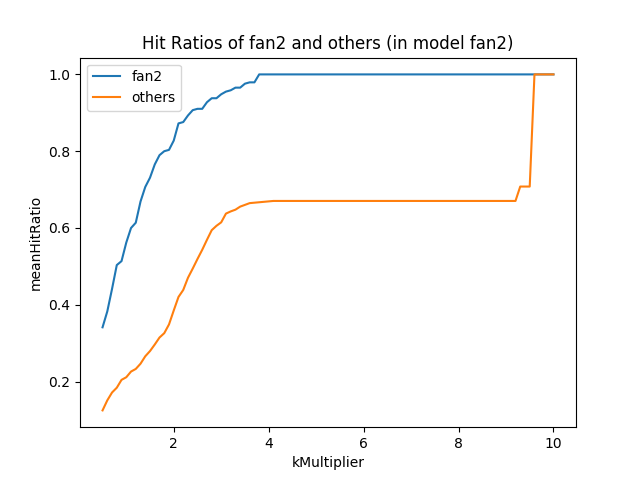 Hit Ratios of fan2 and others (in model fan2)
fan2
others
1.0
0.8
0.6
0.4
0.2
meanHitRatio
2 4 6 8 10
kMultiplier